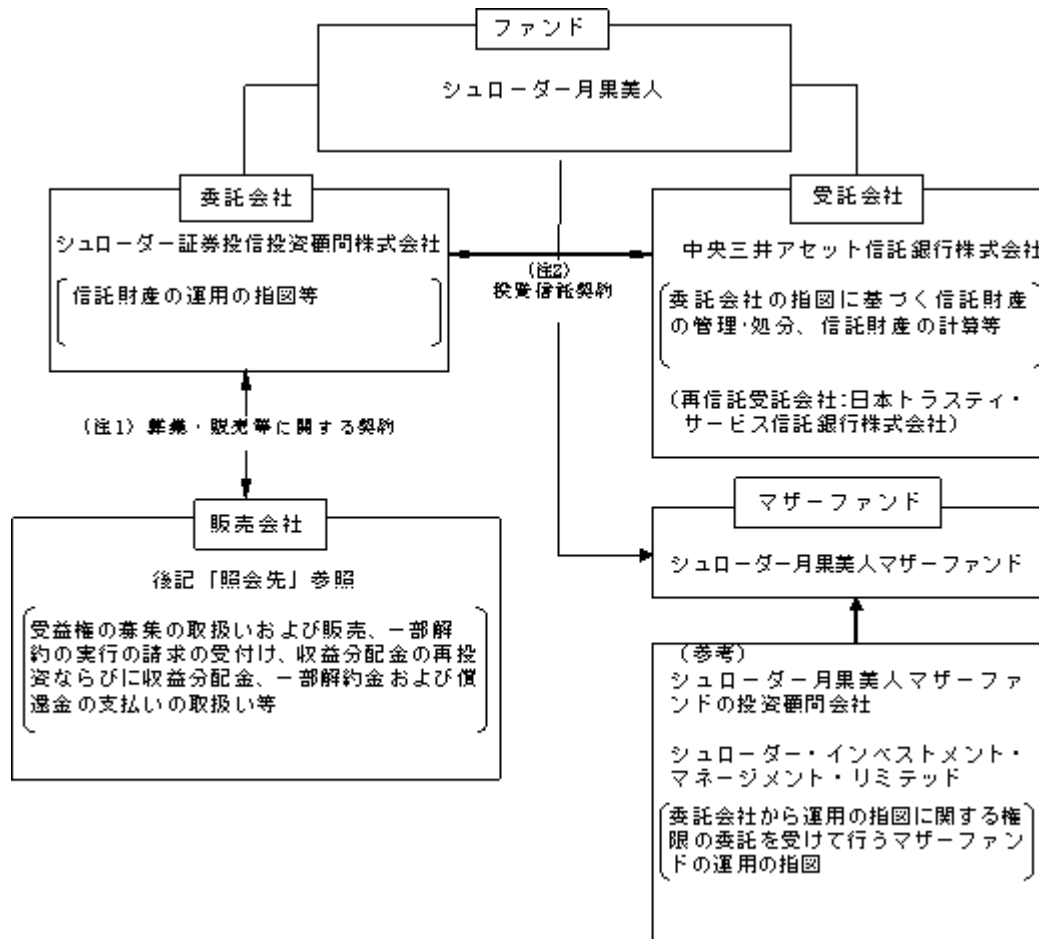 ファンド
シュローダー月果美人
委託会社
シュローダー証券投信投資顧問株式会社
信託財産の運用の指図等
受託会社
中央三井アセット信託銀行株式会社
委託会社の指図に基づく信託財産
の管理・処分、信託財産の計算等
(再信託受託会社:日本トラスティ・
サービス信託銀行株式会社)
(注2)
投資信託契約
(注1) 募集・販売等に関する契約
販売会社
後記「照会先」参照
受益権の募集の取扱いおよび販売、一部解
約の実行の請求の受付け、収益分配金の再投
資ならびに収益分配金、一部解約金および償
還金の支払いの取扱い等
マザーファンド
シュローダー月果美人マザーファンド
(参考)
シュローダー月果美人マザーファ
ンドの投資顧問会社
シュローダー・インベストメント・
マネージメント・リミテッド
委託会社から運用の指図に関する権
限の委託を受けて行うマザーファン
ドの運用の指図